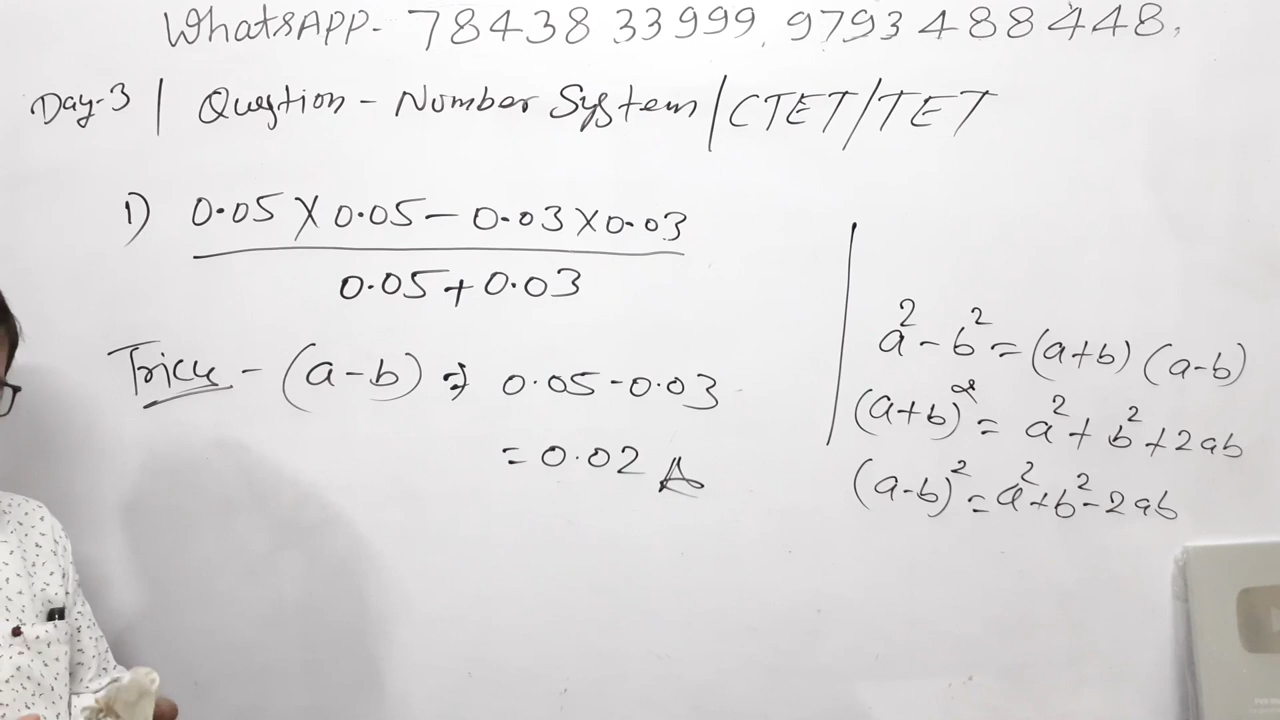 WhatsAPP- 78438 33999, 9793488448,
Day-3 | Question - Number System/CTET/TET
1) 0.05 X 0.05 - 0.03 X 0.03
0.05 + 0.03
Trick - (a-b) ⇒ 0.05-0.03
= 0.02 A
a² - b² = (a+b) (a-b)
(a+b)² = a² + b² + 2ab
(a-b)² = a² + b² - 2ab